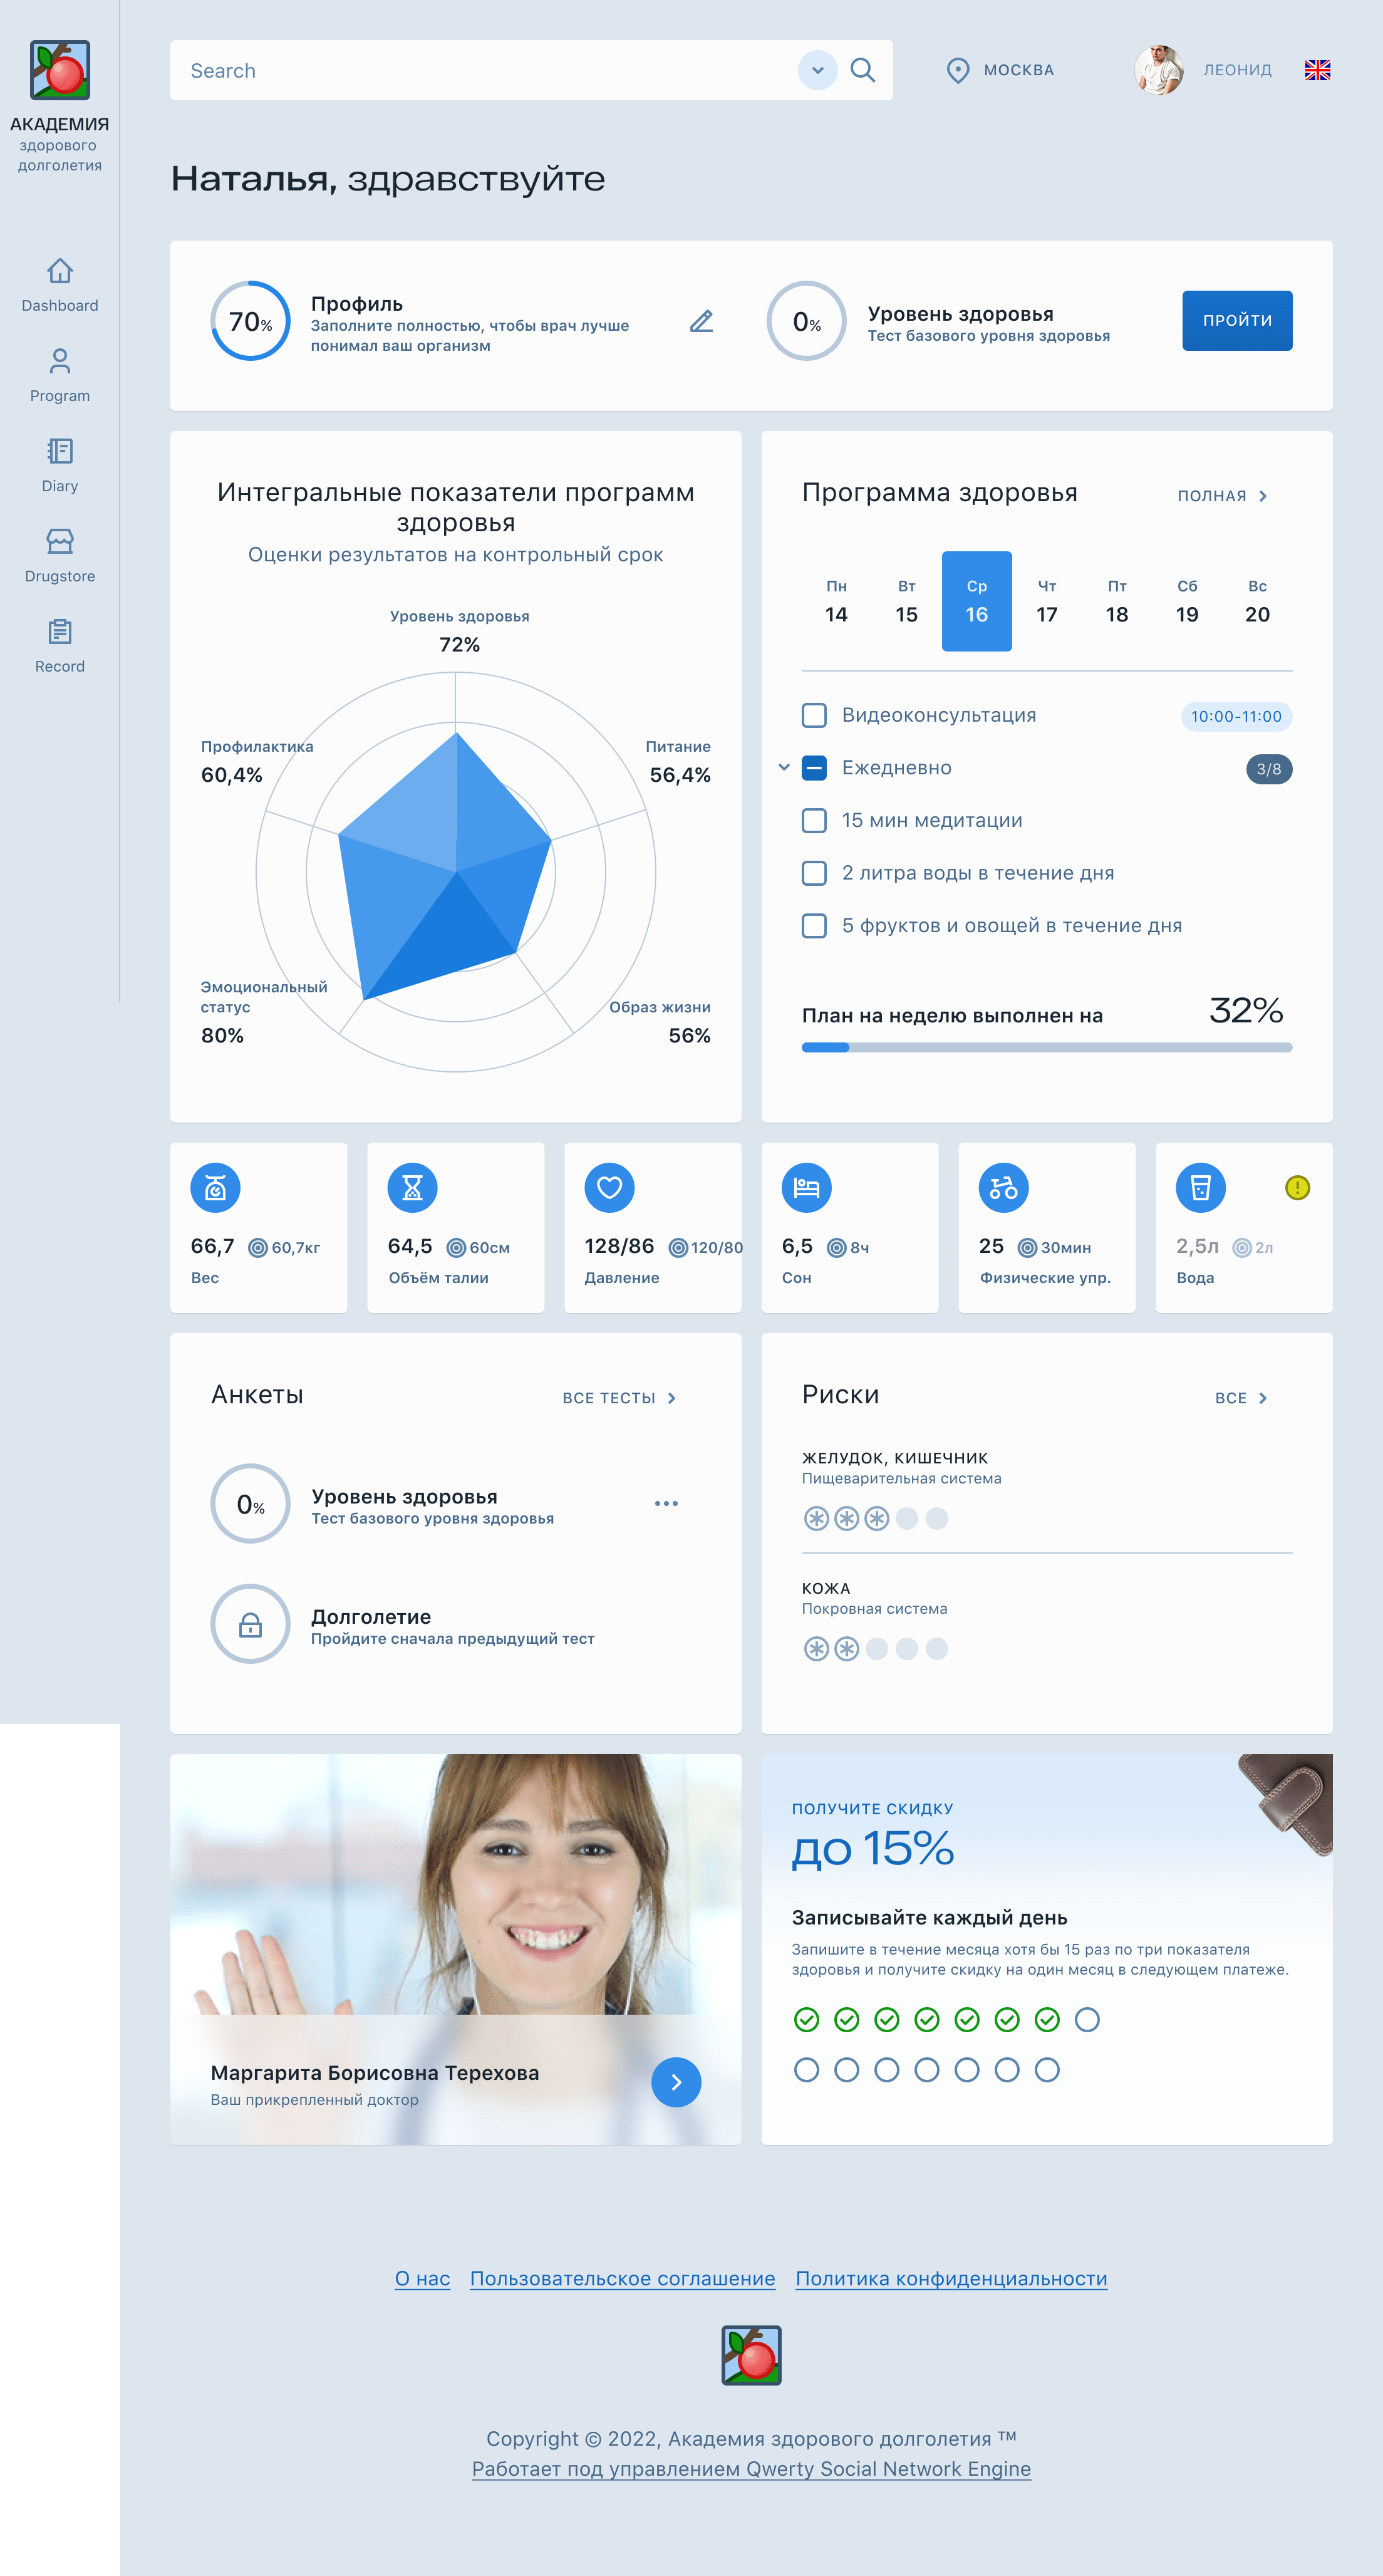 АКАДЕМИЯ
здорового
долголетия
Dashboard
Program
Diary
Drugstore
Record
Search
МОСКВА
ЛЕОНИД
Наталья, здравствуйте
70%
Профиль
Заполните полностью, чтобы врач лучше
понимал ваш организм
0%
Уровень здоровья
Тест базового уровня здоровья
ПРОЙТИ
Интегральные показатели программ
здоровья
Оценки результатов на контрольный срок
Уровень здоровья
72%
Профилактика
60,4%
Питание
56,4%
Эмоциональный
статус
80%
Образ жизни
56%
Программа здоровья
ПОЛНАЯ
Пн Вт Ср Чт Пт Сб Вс
14 15 16 17 18 19 20
Видеоконсультация 10:00-11:00
Ежедневно 3/8
15 мин медитации
2 литра воды в течение дня
5 фруктов и овощей в течение дня
План на неделю выполнен на 32%
66,7 60,7кг
Вес
64,5 60см
Объём талии
128/86 120/80
Давление
6,5 8ч
Сон
25 30мин
Физические упр.
2,5л 2л
Вода
Анкеты
ВСЕ ТЕСТЫ
0%
Уровень здоровья
Тест базового уровня здоровья
Долголетие
Пройдите сначала предыдущий тест
Риски
ВСЕ
ЖЕЛУДОК, КИШЕЧНИК
Пищеварительная система
КОЖА
Покровная система
Маргарита Борисовна Терехова
Ваш прикрепленный доктор
ПОЛУЧИТЕ СКИДКУ
до 15%
Записывайте каждый день
Запишите в течение месяца хотя бы 15 раз по три показателя
здоровья и получите скидку на один месяц в следующем платеже.
О нас Пользовательское соглашение Политика конфиденциальности
Copyright © 2022, Академия здорового долголетия ™
Работает под управлением Qwerty Social Network Engine